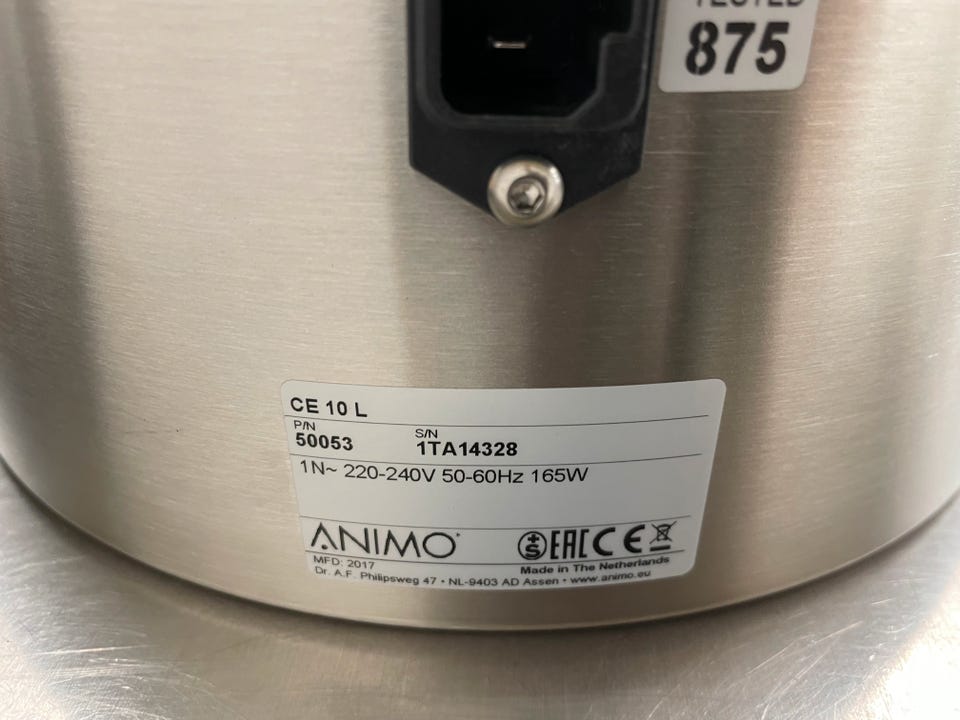 TESTED
875
CE 10 L
P/N S/N
50053 1TA14328
1N~ 220-240V 50-60Hz 165W
ANIMO
+S EAC CE
MFD: 2017 Made in The Netherlands
Dr. A.F. Philipsweg 47 • NL-9403 AD Assen • www.animo.eu